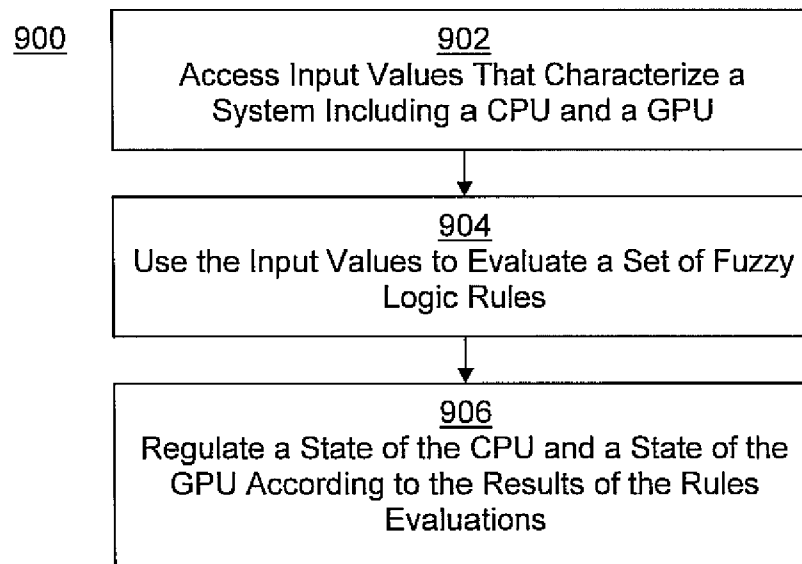 900
902
Access Input Values That Characterize a
System Including a CPU and a GPU
904
Use the Input Values to Evaluate a Set of Fuzzy
Logic Rules
906
Regulate a State of the CPU and a State of the
GPU According to the Results of the Rules
Evaluations